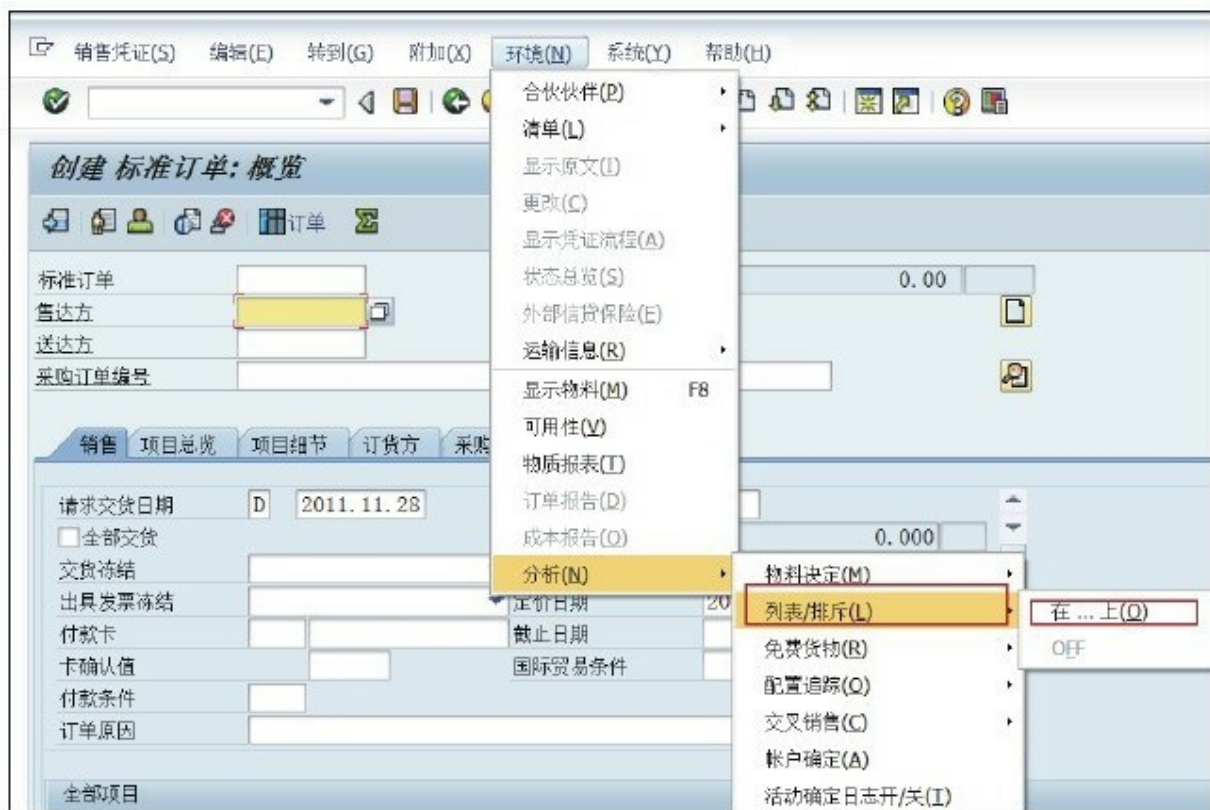 销售凭证(S) 编辑(E) 转到(G) 附加(X) 环境(N) 系统(Y) 帮助(H)
合伙伙伴(P)
清单(L)
显示原文(I)
更改(C)
显示凭证流程(A)
状态总览(S)
外部信贷保险(E)
运输信息(R)
显示物料(M) F8
可用性(V)
物质报表(T)
订单报告(D)
成本报告(O)
分析(N)
物料决定(M)
列表/排斥(L)
免费货物(R)
配置追踪(O)
交叉销售(C)
帐户确定(A)
活动确定日志开/关(T)
在 ... 上(O)
OFF
创建 标准订单: 概览
订单
标准订单 0.00
售达方
送达方
采购订单编号
销售 项目总览 项目细节 订货方 采购
请求交货日期 D 2011.11.28
全部交货 0.000
交货冻结
出具发票冻结 定价日期 20
付款卡 截止日期
卡确认值 国际贸易条件
付款条件
订单原因
全部项目